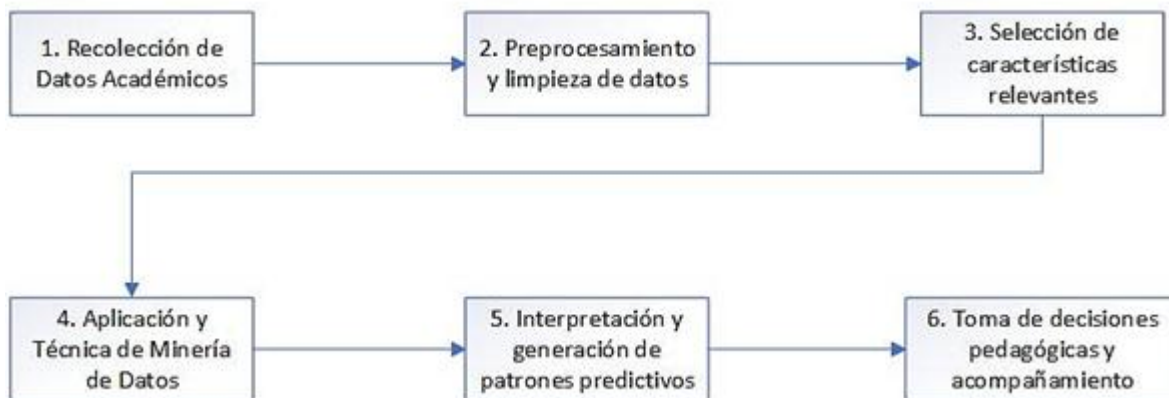 1. Recolección de
Datos Académicos
2. Preprocesamiento
y limpieza de datos
3. Selección de
características
relevantes
4. Aplicación y
Técnica de Minería
de Datos
5. Interpretación y
generación de
patrones predictivos
6. Toma de decisiones
pedagógicas y
acompañamiento